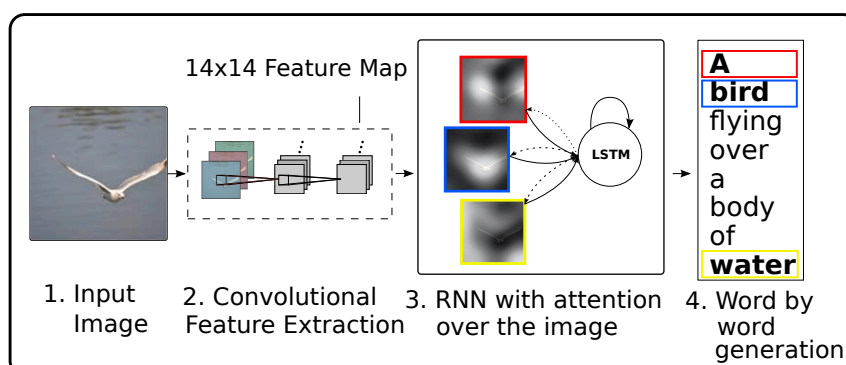 14x14 Feature Map
LSTM
A
bird
flying
over
a
body
of
water
1. Input
Image
2. Convolutional
Feature Extraction
3. RNN with attention
over the image
4. Word by
word
generation